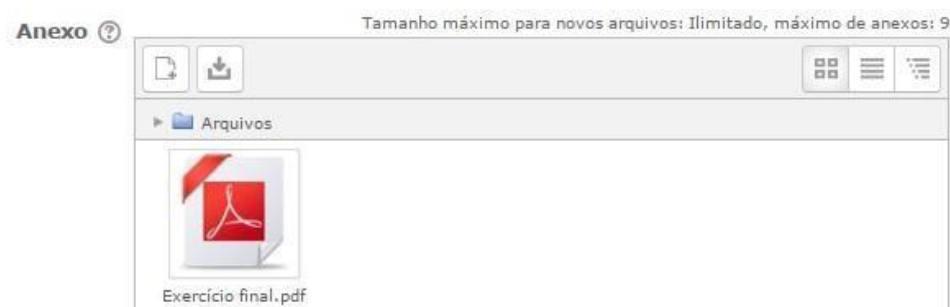 Anexo
Tamanho máximo para novos arquivos: Ilimitado, máximo de anexos: 9
Arquivos
Exercício final.pdf